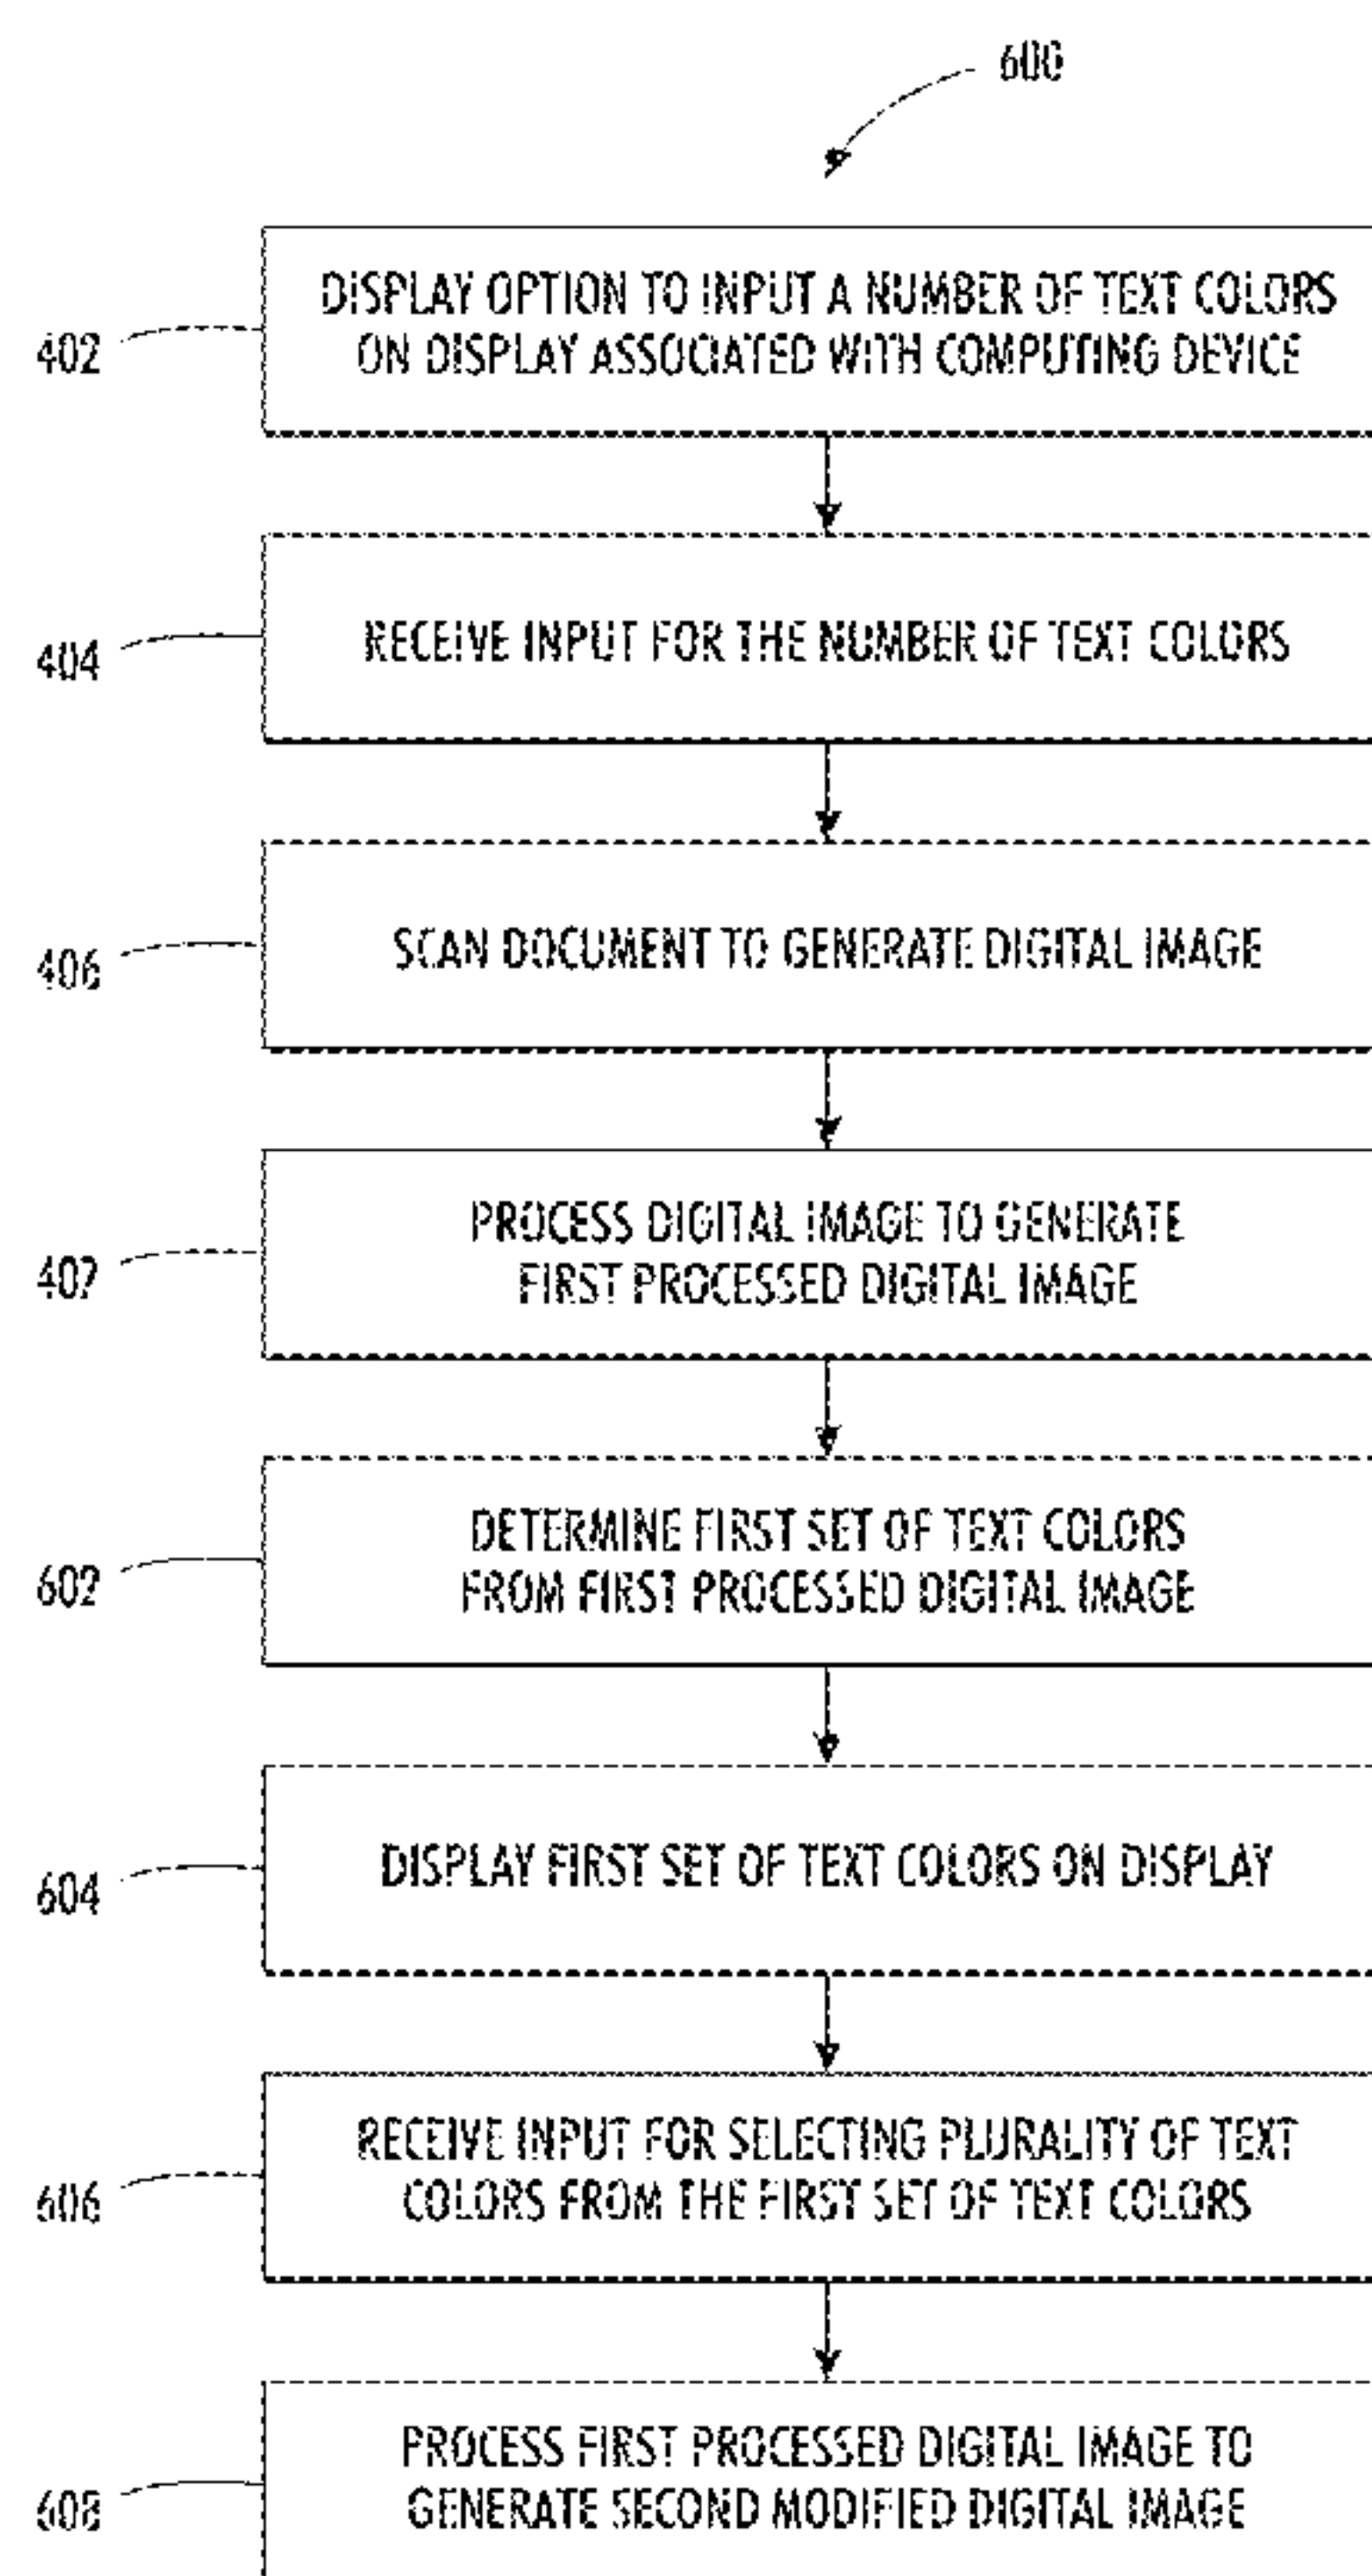 600
DISPLAY OPTION TO INPUT A NUMBER OF TEXT COLORS
ON DISPLAY ASSOCIATED WITH COMPUTING DEVICE
402
RECEIVE INPUT FOR THE NUMBER OF TEXT COLORS
404
SCAN DOCUMENT TO GENERATE DIGITAL IMAGE
406
PROCESS DIGITAL IMAGE TO GENERATE
FIRST PROCESSED DIGITAL IMAGE
407
DETERMINE FIRST SET OF TEXT COLORS
FROM FIRST PROCESSED DIGITAL IMAGE
602
DISPLAY FIRST SET OF TEXT COLORS ON DISPLAY
604
RECEIVE INPUT FOR SELECTING PLURALITY OF TEXT
COLORS FROM THE FIRST SET OF TEXT COLORS
606
PROCESS FIRST PROCESSED DIGITAL IMAGE TO
GENERATE SECOND MODIFIED DIGITAL IMAGE
608